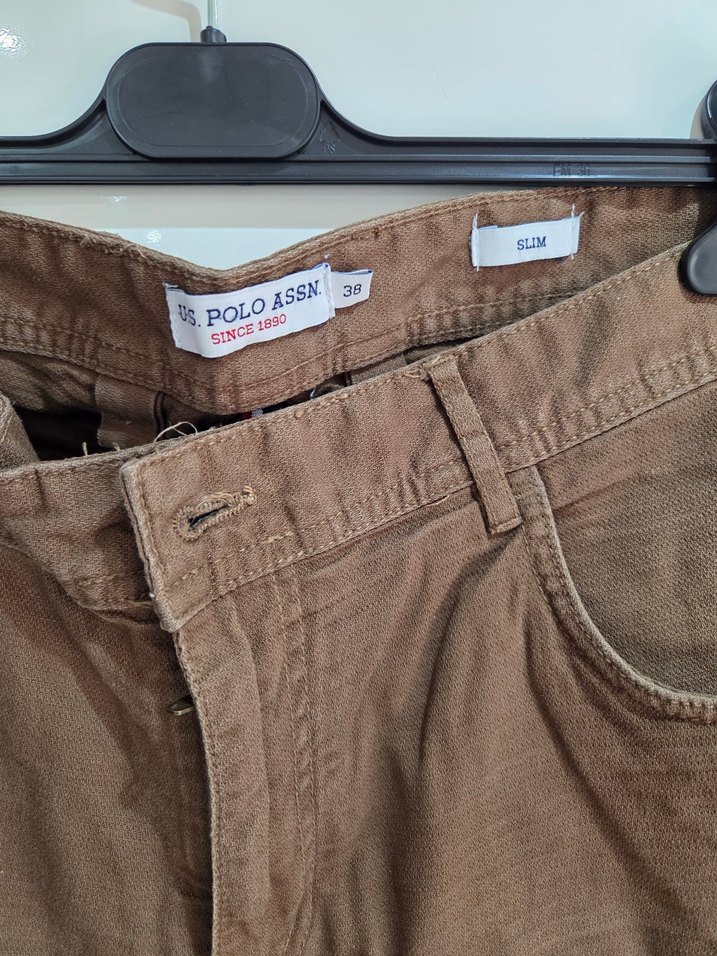 U.S. POLO ASSN.
SINCE 1890
38
SLIM